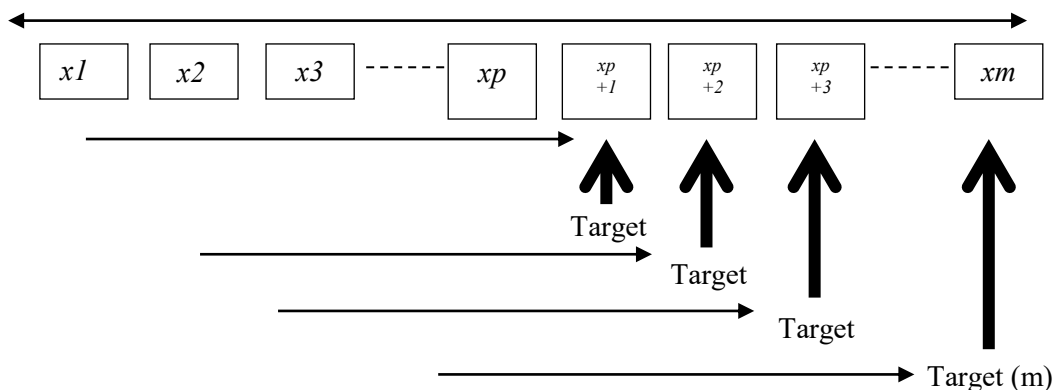 x1 x2 x3 xp xp xp xp xm
+1 +2 +3
Target
Target
Target
Target (m)